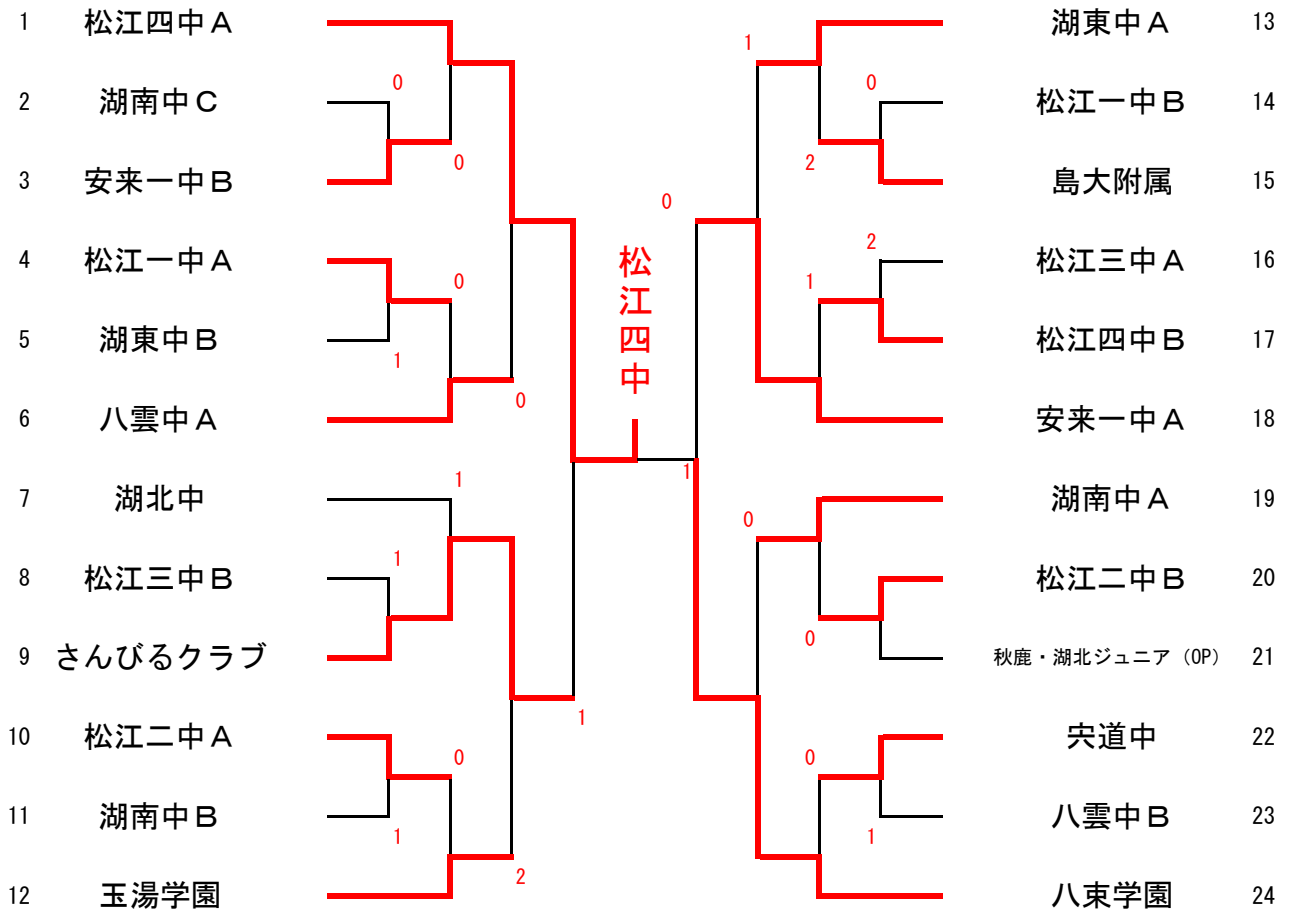 1 松江四中A
0
2 湖南中C
3 安来一中B
0
4 松江一中A
0
5 湖東中B
1
6 八雲中A
0
7 湖北中
1
8 松江三中B
1
9 さんびるクラブ
1
10 松江二中A
0
11 湖南中B
1
12 玉湯学園
2
松江四中
0
1
湖東中A 13
1
0
松江一中B 14
2
島大附属 15
2
松江三中A 16
1
松江四中B 17
安来一中A 18
湖南中A 19
0
松江二中B 20
0
秋鹿・湖北ジュニア(OP) 21
宍道中 22
0
八雲中B 23
1
八束学園 24